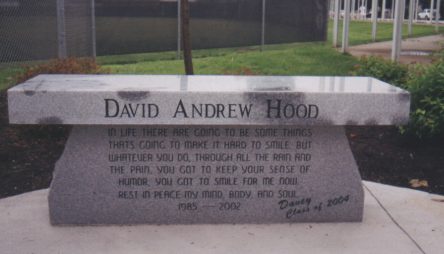 DAVID ANDREW HOOD
IN LIFE THERE ARE GOING TO BE SOME THINGS
THATS GOING TO MAKE IT HARD TO SMILE. BUT
WHATEVER YOU DO, THROUGH ALL THE RAIN AND
THE PAIN, YOU GOT TO KEEP YOUR SENSE OF
HUMOR, YOU GOT TO SMILE FOR ME NOW.
REST IN PEACE MY MIND, BODY, AND SOUL
1985 --- 2002
Davey
Class of 2004